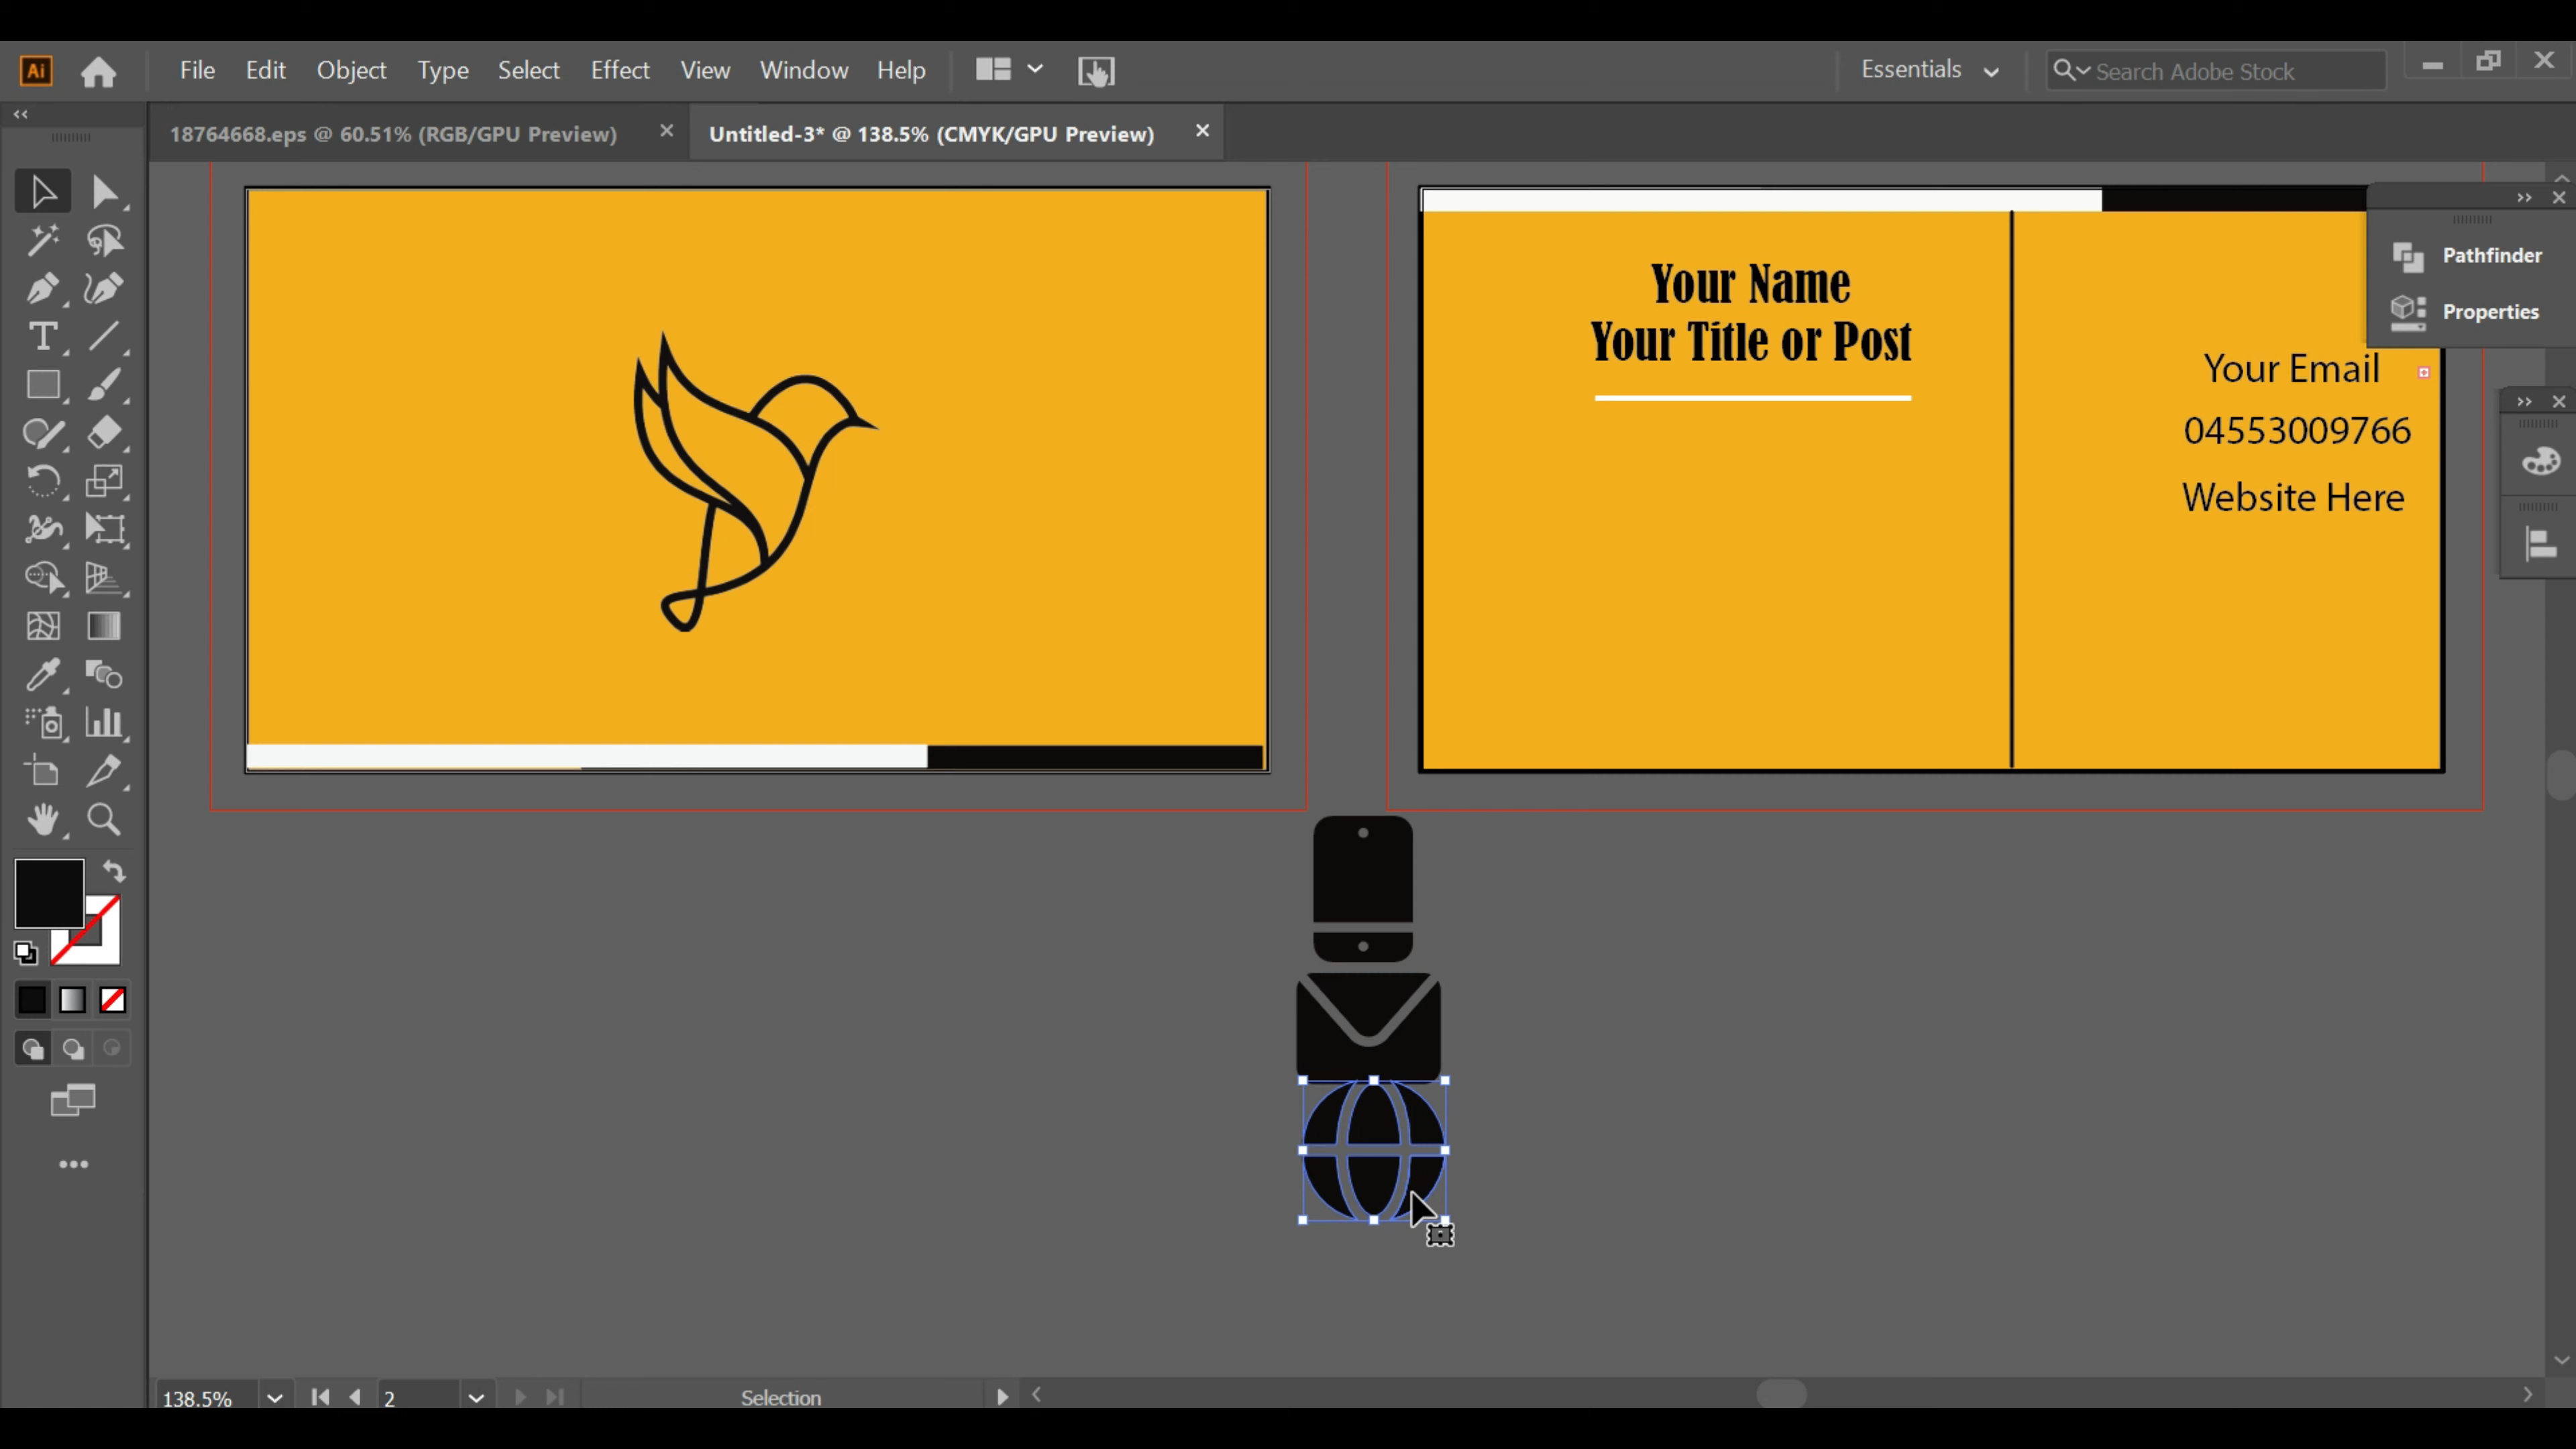 Ai File Edit Object Type Select Effect View Window Help Essentials Search Adobe Stock
18764668.eps @ 60.51% (RGB/GPU Preview) Untitled-3* @ 138.5% (CMYK/GPU Preview)
Pathfinder
Properties
Your Name
Your Title or Post
Your Email
04553009766
Website Here
138.5% 2 Selection